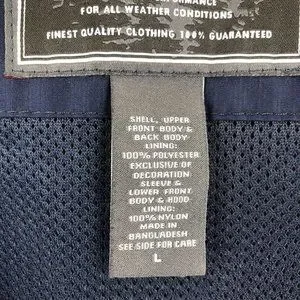 PERFORMANCE
FOR ALL WEATHER CONDITIONS
FINEST QUALITY CLOTHING 100% GUARANTEED
SHELL, UPPER
FRONT BODY &
BACK BODY
LINING:
100% POLYESTER
EXCLUSIVE OF
DECORATION
SLEEVE &
LOWER FRONT
BODY & HOOD
LINING:
100% NYLON
MADE IN
BANGLADESH
SEE SIDE FOR CARE
L